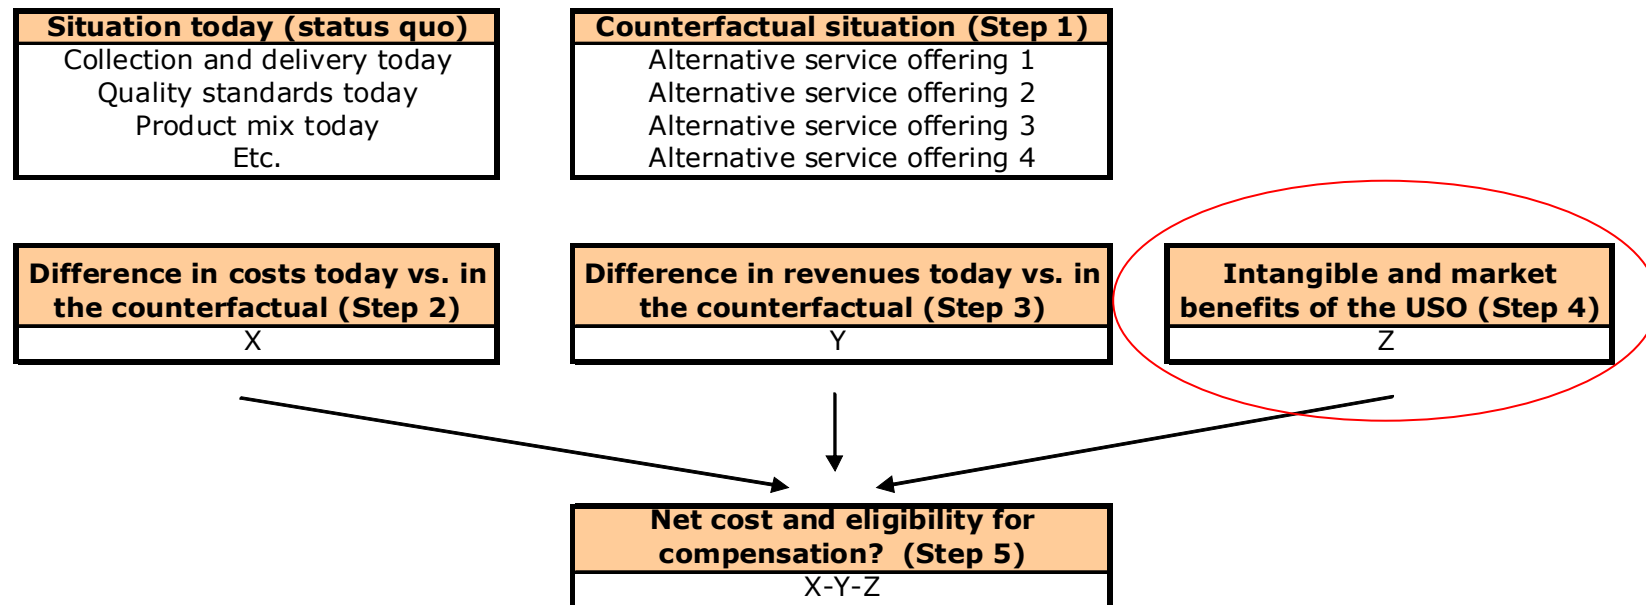 Situation today (status quo)
Collection and delivery today
Quality standards today
Product mix today
Etc.
Counterfactual situation (Step 1)
Alternative service offering 1
Alternative service offering 2
Alternative service offering 3
Alternative service offering 4
Difference in costs today vs. in
the counterfactual (Step 2)
X
Difference in revenues today vs. in
the counterfactual (Step 3)
Y
Intangible and market
benefits of the USO (Step 4)
Z
Net cost and eligibility for
compensation? (Step 5)
X-Y-Z